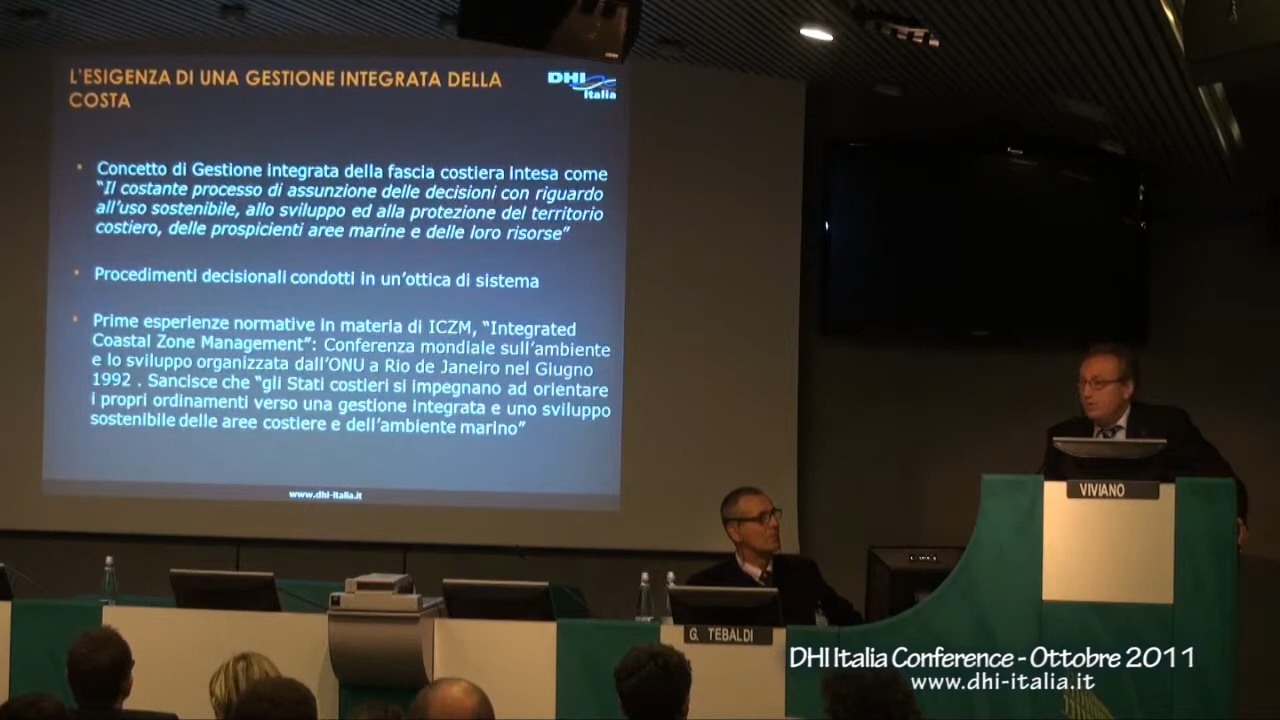 L'ESIGENZA DI UNA GESTIONE INTEGRATA DELLA
COSTA
DHI
Italia
• Concetto di Gestione integrata della fascia costiera intesa come
"Il costante processo di assunzione delle decisioni con riguardo
all'uso sostenibile, allo sviluppo ed alla protezione del territorio
costiero, delle prospicienti aree marine e delle loro risorse"
• Procedimenti decisionali condotti in un'ottica di sistema
• Prime esperienze normative in materia di ICZM, "Integrated
Coastal Zone Management": Conferenza mondiale sull'ambiente
e lo sviluppo organizzata dall'ONU a Rio de Janeiro nel Giugno
1992 . Sancisce che "gli Stati costieri si impegnano ad orientare
i propri ordinamenti verso una gestione integrata e uno sviluppo
sostenibile delle aree costiere e dell'ambiente marino"
www.dhi-italia.it
VIVIANO
G. TEBALDI
DHI Italia Conference - Ottobre 2011
www.dhi-italia.it